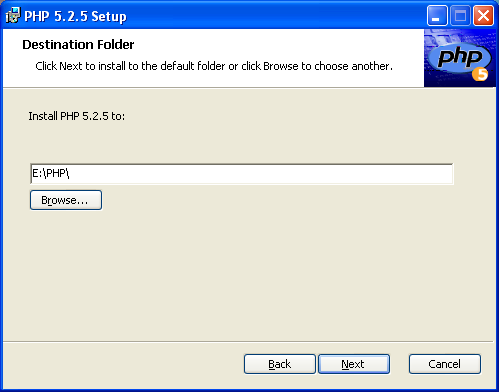 PHP 5.2.5 Setup
Destination Folder
Click Next to install to the default folder or click Browse to choose another.
php
5
Install PHP 5.2.5 to:
E:\PHP\
Browse...
Back
Next
Cancel